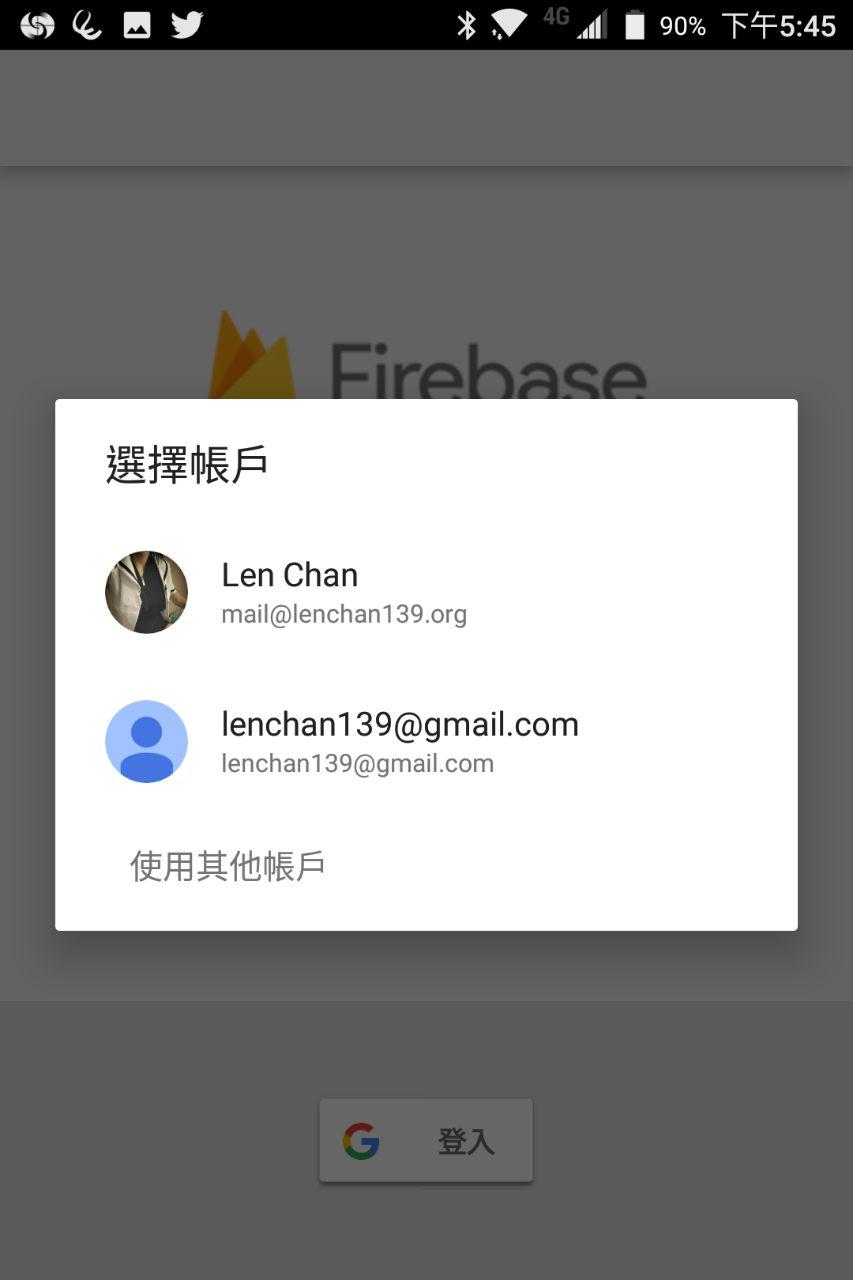 4G 90% 下午5:45
Firebase
選擇帳戶
Len Chan
mail@lenchan139.org
lenchan139@gmail.com
lenchan139@gmail.com
使用其他帳戶
G 登入